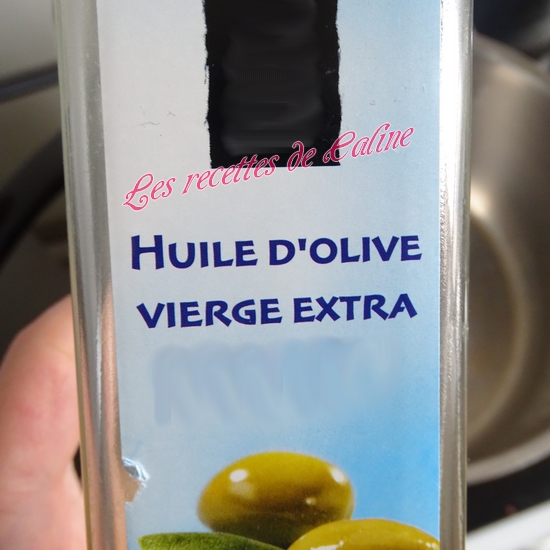 Les recettes de Caline
HUILE D'OLIVE
VIERGE EXTRA